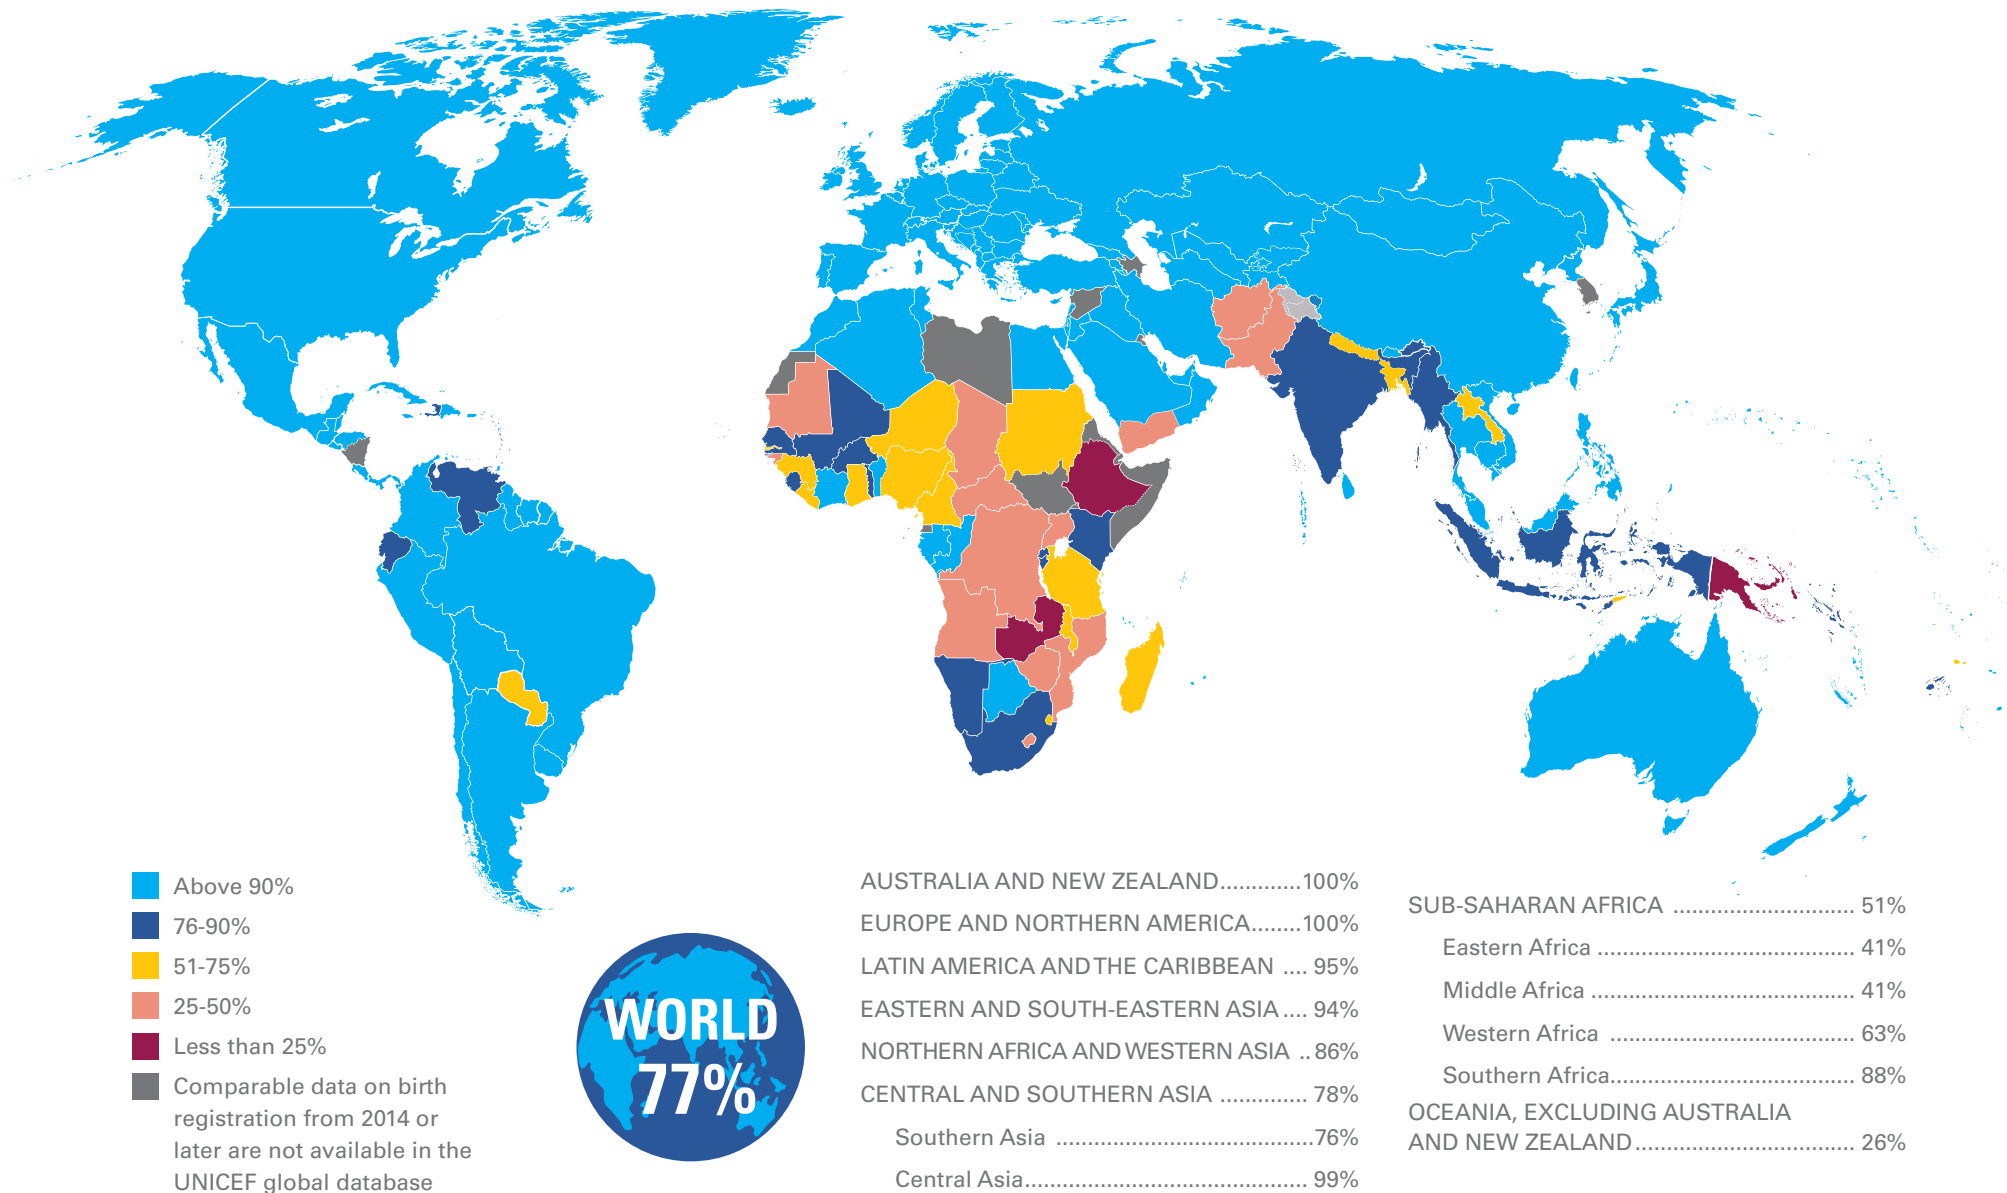 Above 90%
76-90%
51-75%
25-50%
Less than 25%
Comparable data on birth
registration from 2014 or
later are not available in the
UNICEF global database
WORLD
77%
AUSTRALIA AND NEW ZEALAND.............100%
EUROPE AND NORTHERN AMERICA........100%
LATIN AMERICA AND THE CARIBBEAN .... 95%
EASTERN AND SOUTH-EASTERN ASIA .... 94%
NORTHERN AFRICA AND WESTERN ASIA .. 86%
CENTRAL AND SOUTHERN ASIA .............. 78%
Southern Asia ..........................................76%
Central Asia.............................................. 99%
SUB-SAHARAN AFRICA ............................. 51%
Eastern Africa .......................................... 41%
Middle Africa ........................................... 41%
Western Africa ........................................ 63%
Southern Africa........................................ 88%
OCEANIA, EXCLUDING AUSTRALIA
AND NEW ZEALAND.................................... 26%